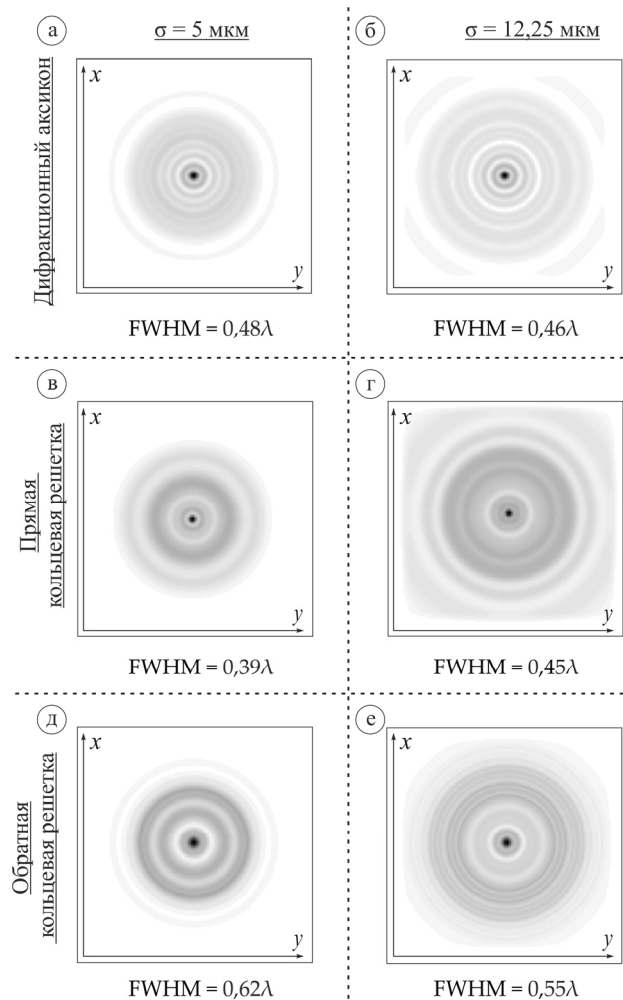 а
σ = 5 мкм
б
σ = 12,25 мкм
Дифракционный аксикон
x
y
FWHM = 0,48λ
x
y
FWHM = 0,46λ
в
г
Прямая
кольцевая решетка
x
y
FWHM = 0,39λ
x
y
FWHM = 0,45λ
д
е
Обратная
кольцевая решетка
x
y
FWHM = 0,62λ
x
y
FWHM = 0,55λ